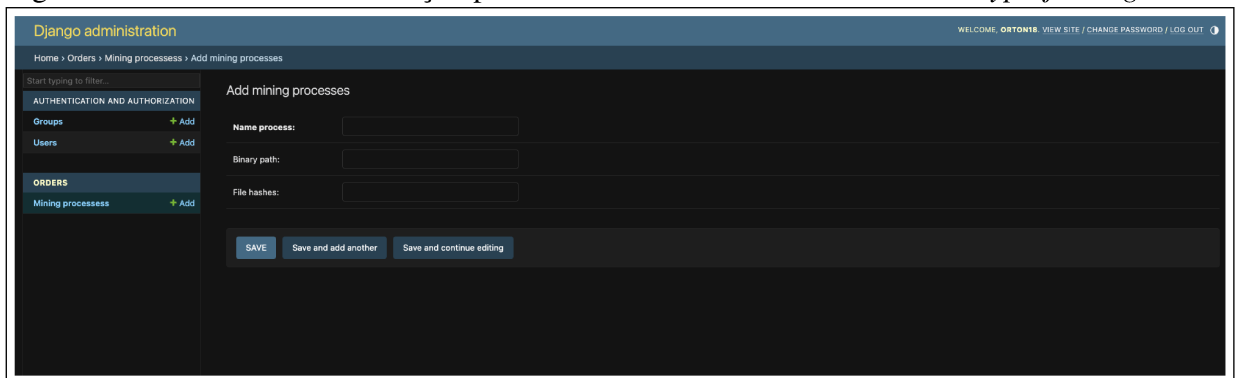 Django administration
WELCOME, ORTON18. VIEW SITE / CHANGE PASSWORD / LOG OUT
Home › Orders › Mining processess › Add mining processes
Start typing to filter...
AUTHENTICATION AND AUTHORIZATION
Groups + Add
Users + Add
ORDERS
Mining processess + Add
Add mining processes
Name process:
Binary path:
File hashes:
SAVE
Save and add another
Save and continue editing